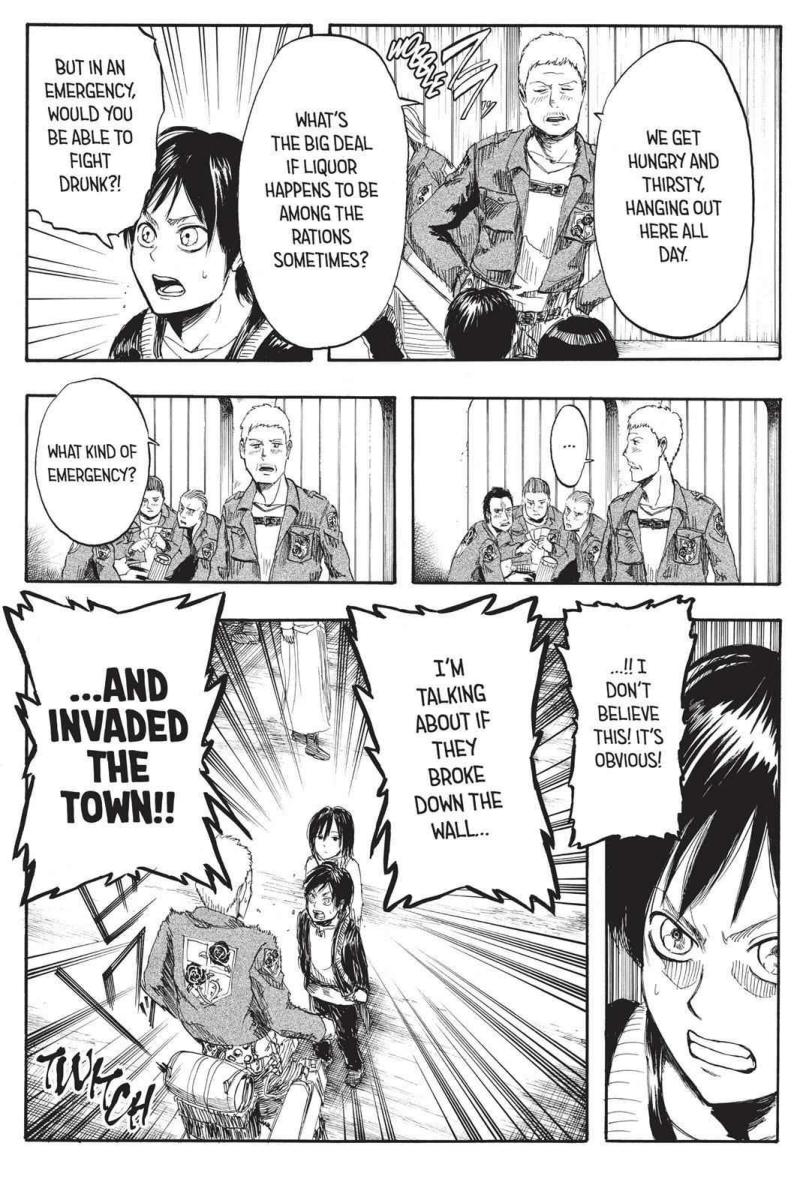 WE GET
HUNGRY AND
THIRSTY,
HANGING OUT
HERE ALL
DAY.
WOBBLE
WHAT'S
THE BIG DEAL
IF LIQUOR
HAPPENS TO BE
AMONG THE
RATIONS
SOMETIMES?
BUT IN AN
EMERGENCY,
WOULD YOU
BE ABLE TO
FIGHT
DRUNK?!
...
WHAT KIND OF
EMERGENCY?
...!! I
DON'T
BELIEVE
THIS! IT'S
OBVIOUS!
I'M
TALKING
ABOUT IF
THEY
BROKE
DOWN THE
WALL...
...AND
INVADED
THE
TOWN!!
TWITCH